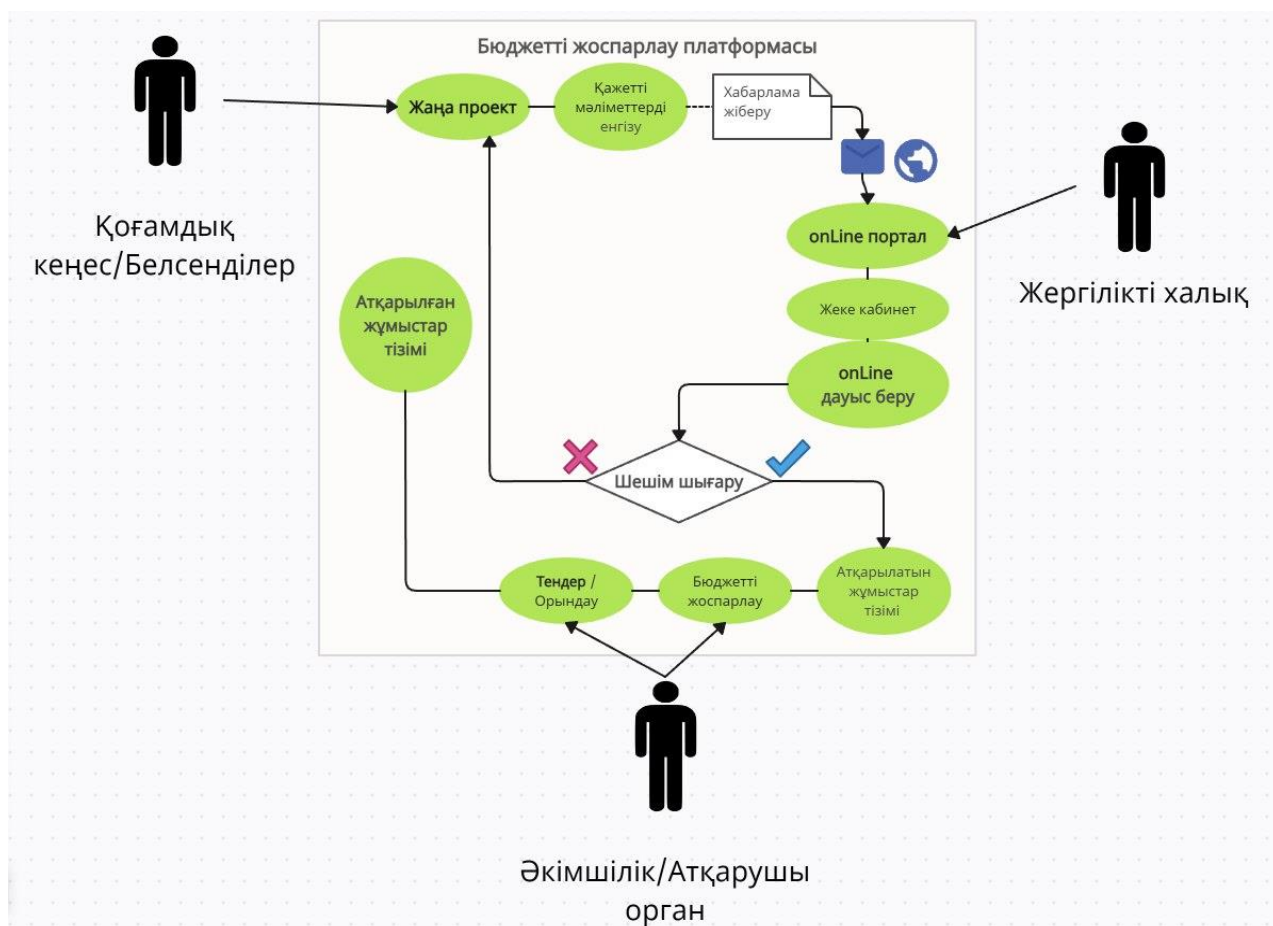 Бюджетті жоспарлау платформасы
Жаңа проект
Қажетті
мәліметтерді
енгізу
Хабарлама
жіберу
Қоғамдық
кеңес/Белсенділер
onLine портал
Жергілікті халық
Жеке кабинет
Атқарылған
жұмыстар
тізімі
onLine
дауыс беру
Шешім шығару
Тендер /
Орындау
Бюджетті
жоспарлау
Атқарылатын
жұмыстар
тізімі
Әкімшілік/Атқарушы
орган